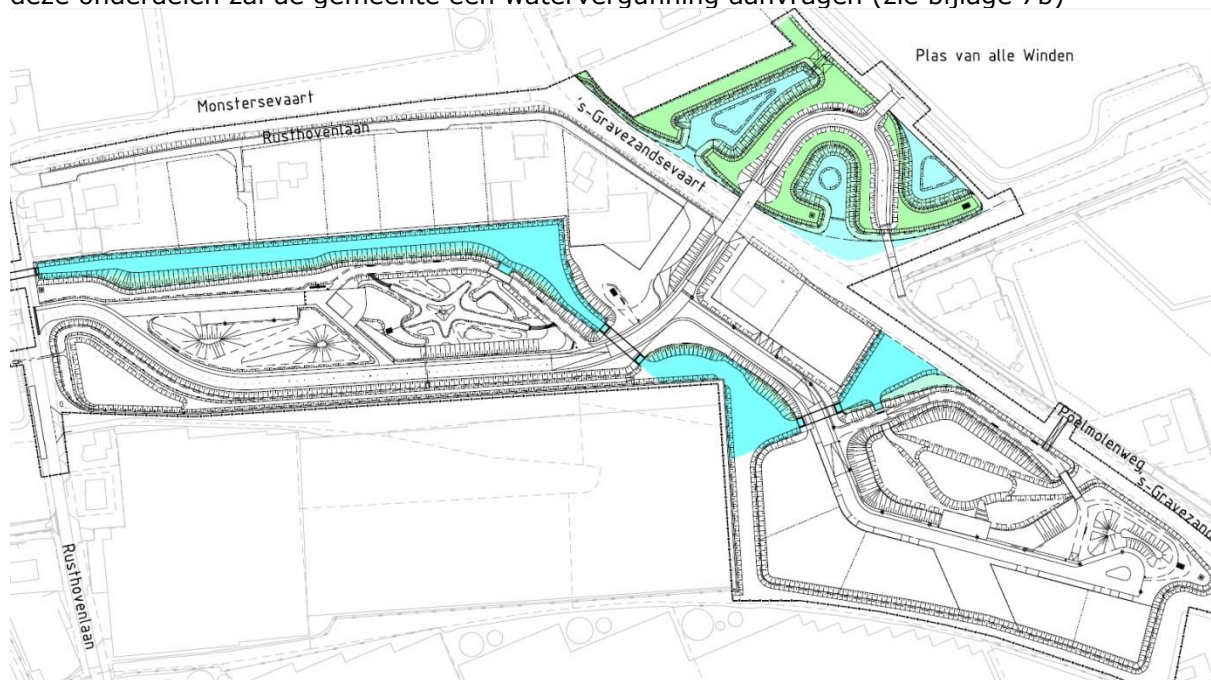 deze onderdelen zal de gemeente een watervergunning aanvragen (zie bijlage 7b)
Plas van alle Winden
Monstersevaart
Rusthovenlaan
's-Gravezandsevaart
Poelmolenweg
's-Gravezand
Rusthovenlaan